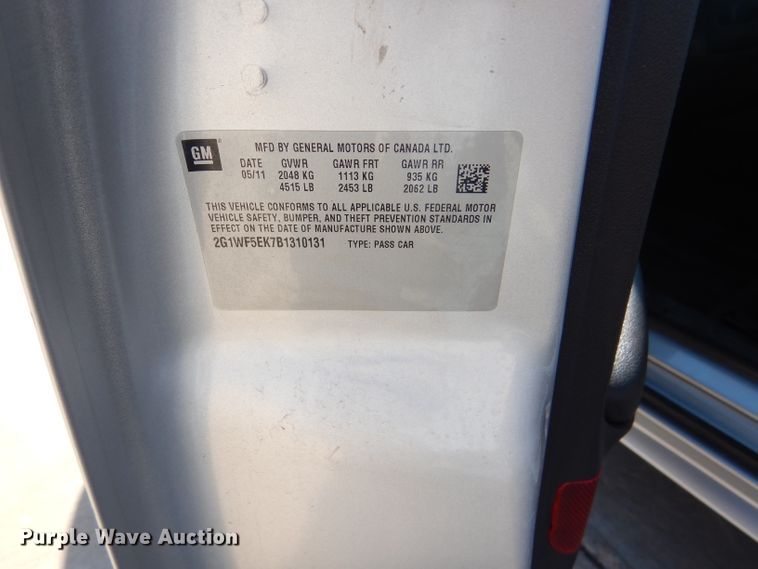 GM
MFD BY GENERAL MOTORS OF CANADA LTD.
DATE GVWR GAWR FRT GAWR RR
05/11 2048 KG 1113 KG 935 KG
4515 LB 2453 LB 2062 LB
THIS VEHICLE CONFORMS TO ALL APPLICABLE U.S. FEDERAL MOTOR
VEHICLE SAFETY, BUMPER, AND THEFT PREVENTION STANDARDS IN
EFFECT ON THE DATE OF MANUFACTURE SHOWN ABOVE.
2G1WF5EK7B1310131 TYPE: PASS CAR
Purple Wave Auction